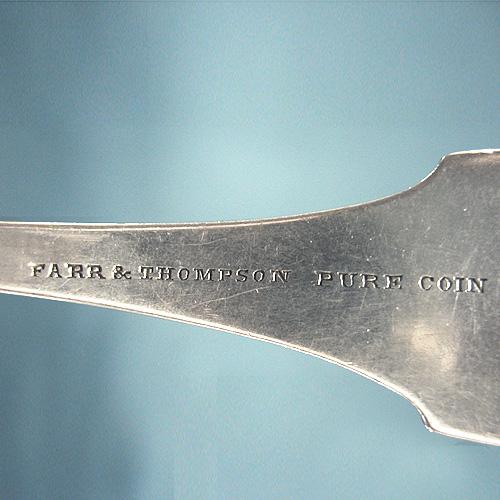 FARR & THOMPSON PURE COIN